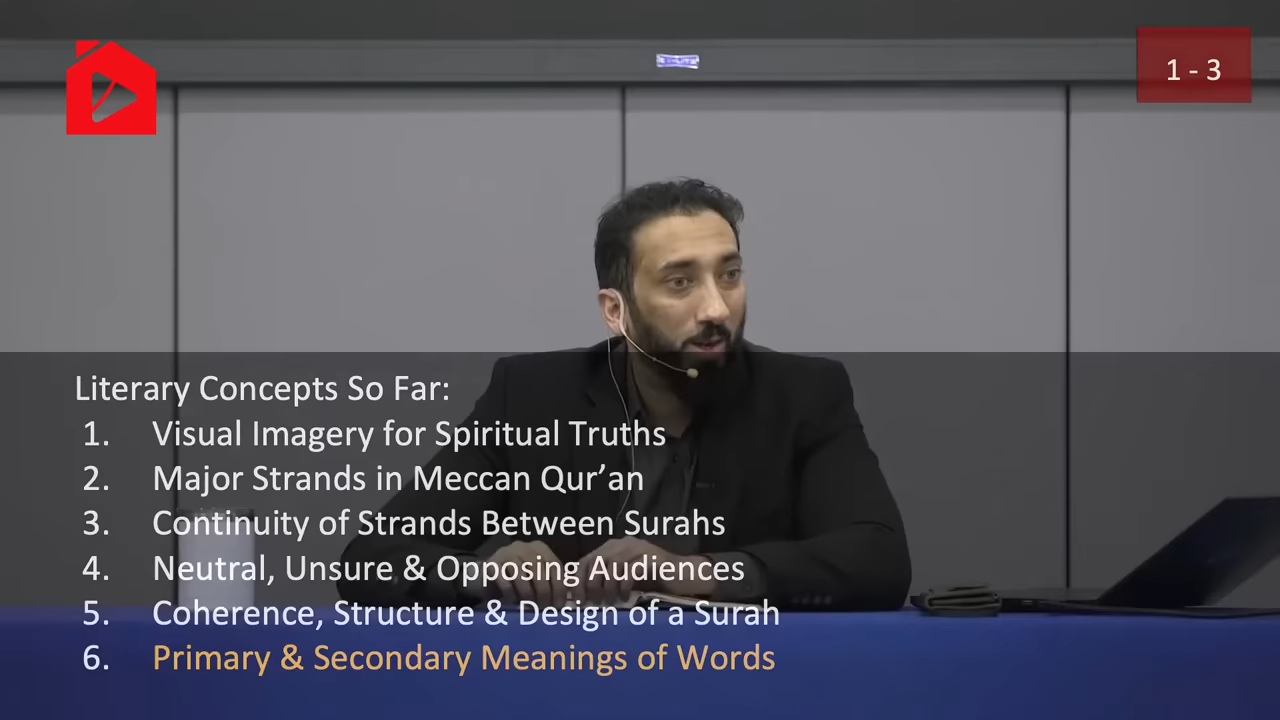 1 - 3
Literary Concepts So Far:
1. Visual Imagery for Spiritual Truths
2. Major Strands in Meccan Qur’an
3. Continuity of Strands Between Surahs
4. Neutral, Unsure & Opposing Audiences
5. Coherence, Structure & Design of a Surah
6. Primary & Secondary Meanings of Words